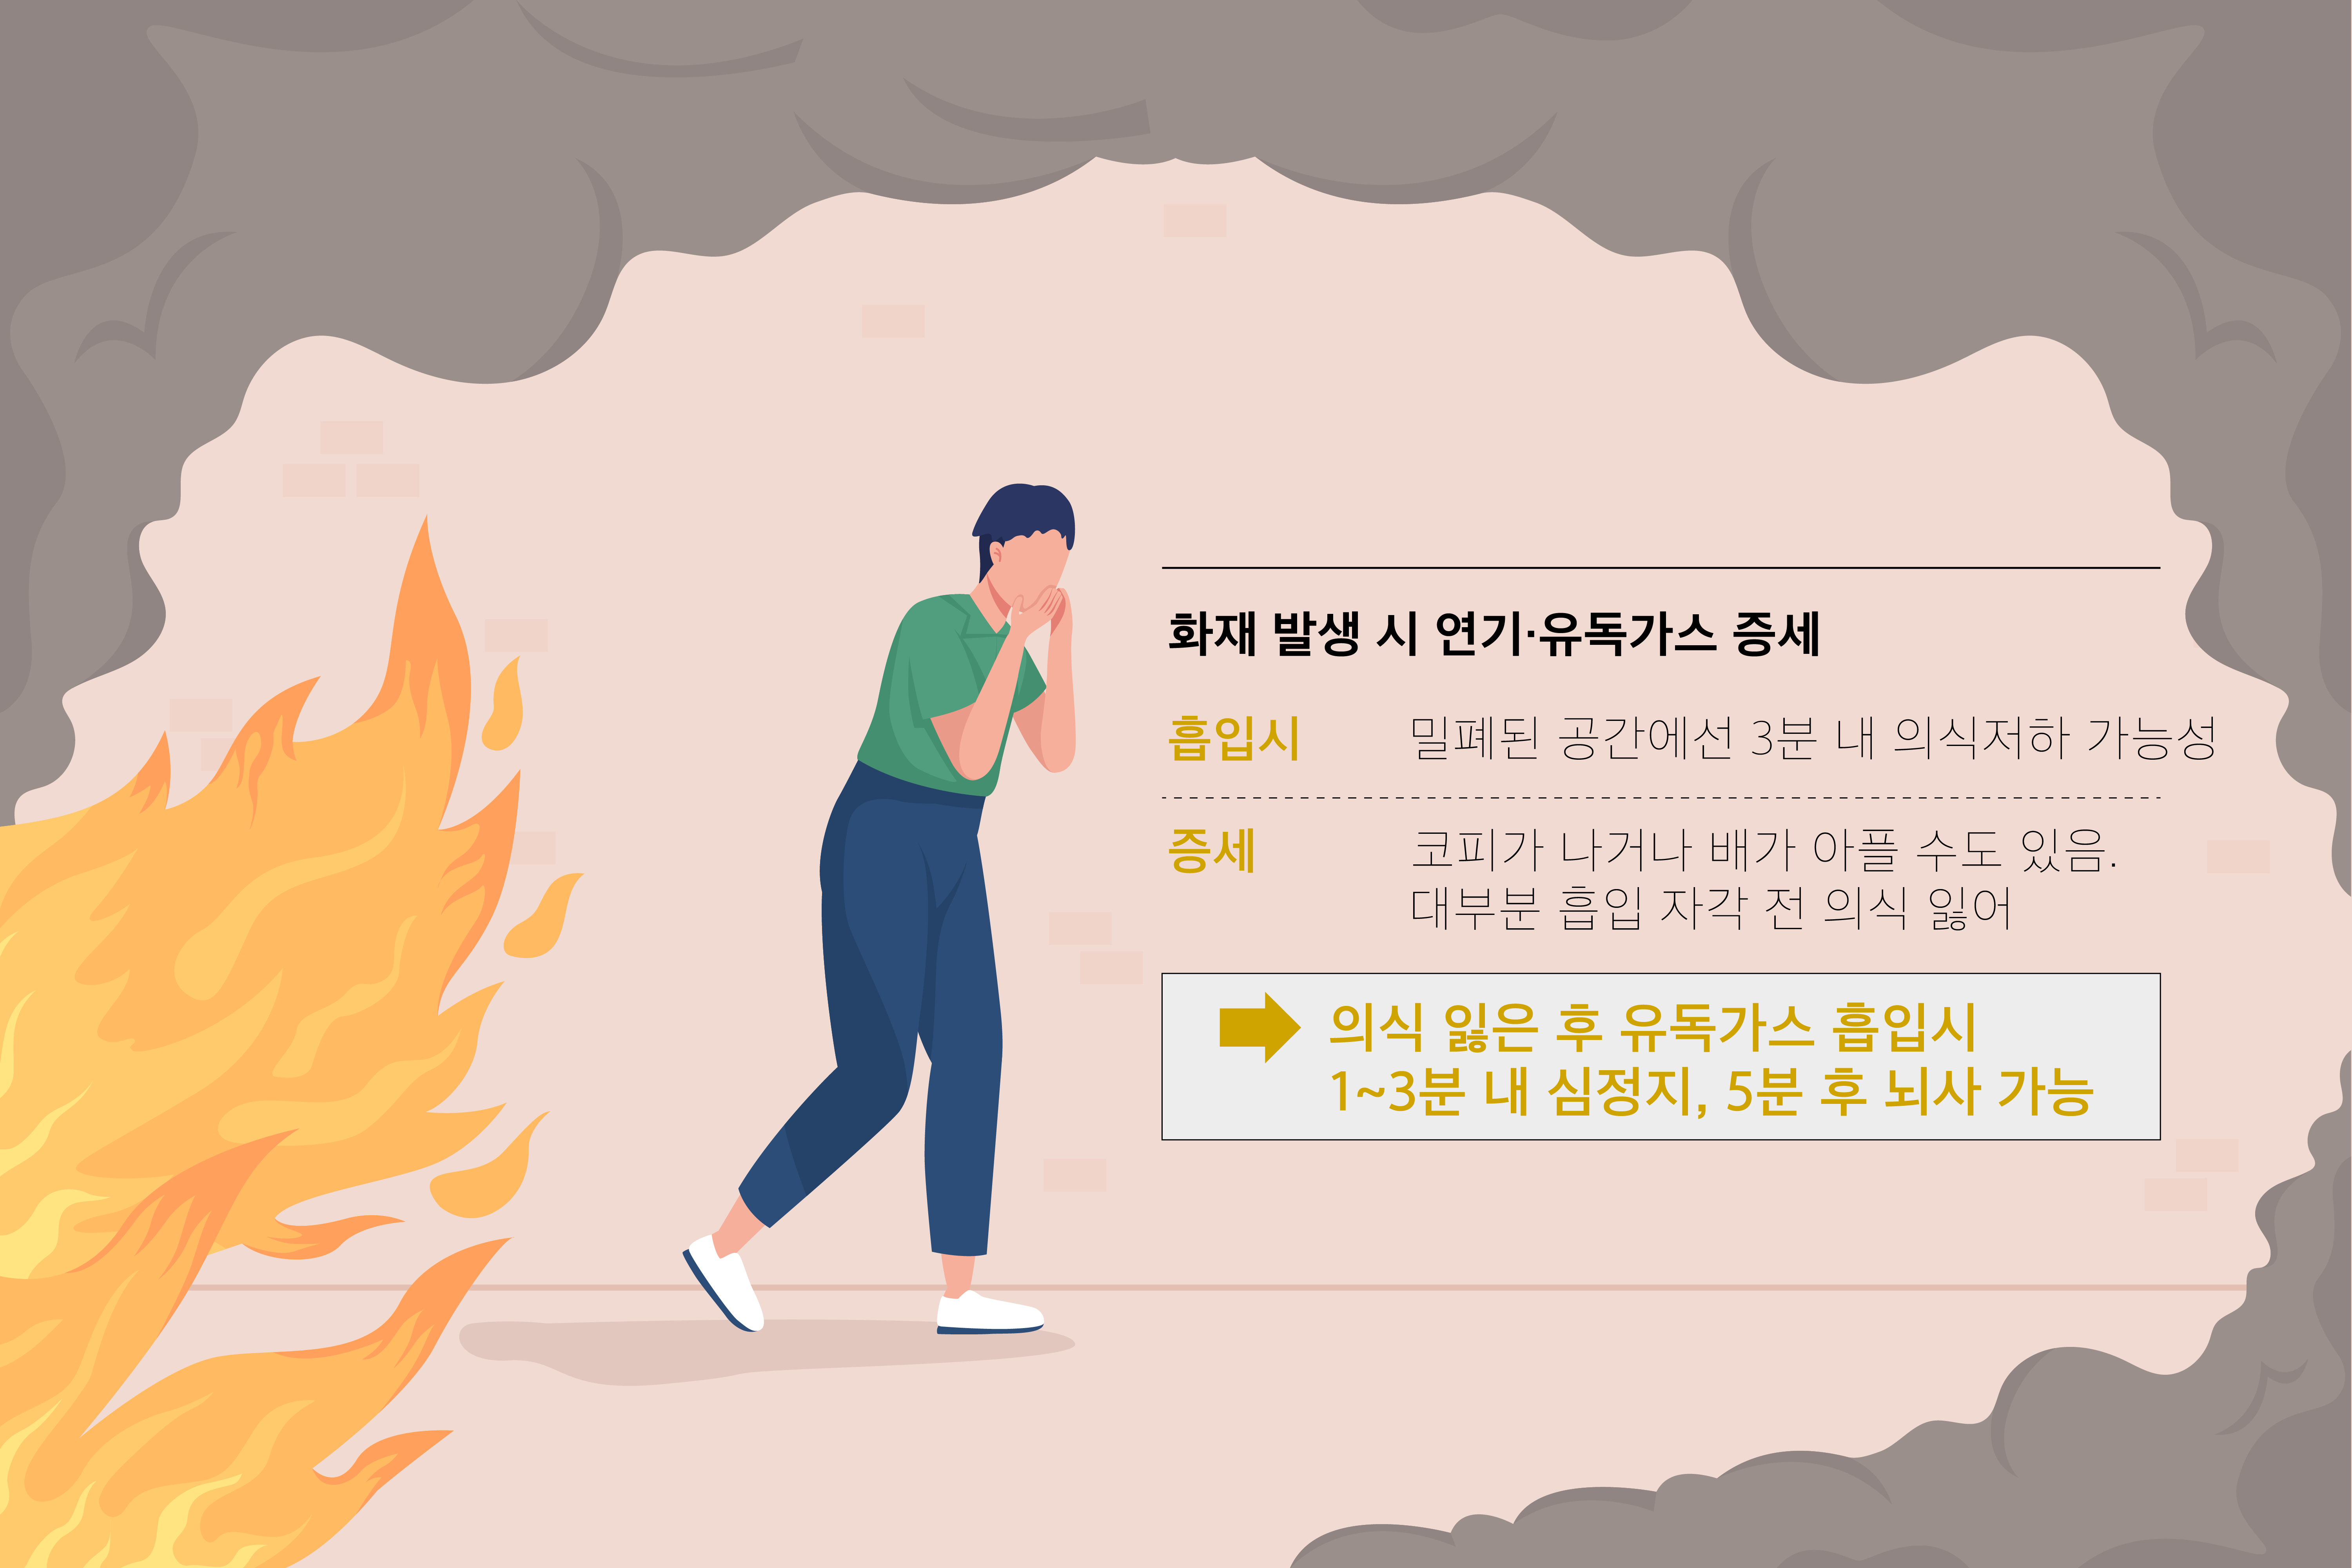 화재 발생 시 연기·유독가스 증세
흡입시 밀폐된 공간에선 3분 내 의식저하 가능성
증세 코피가 나거나 배가 아플 수도 있음.
대부분 흡입 자각 전 의식 잃어
의식 잃은 후 유독가스 흡입시
1~3분 내 심정지, 5분 후 뇌사 가능